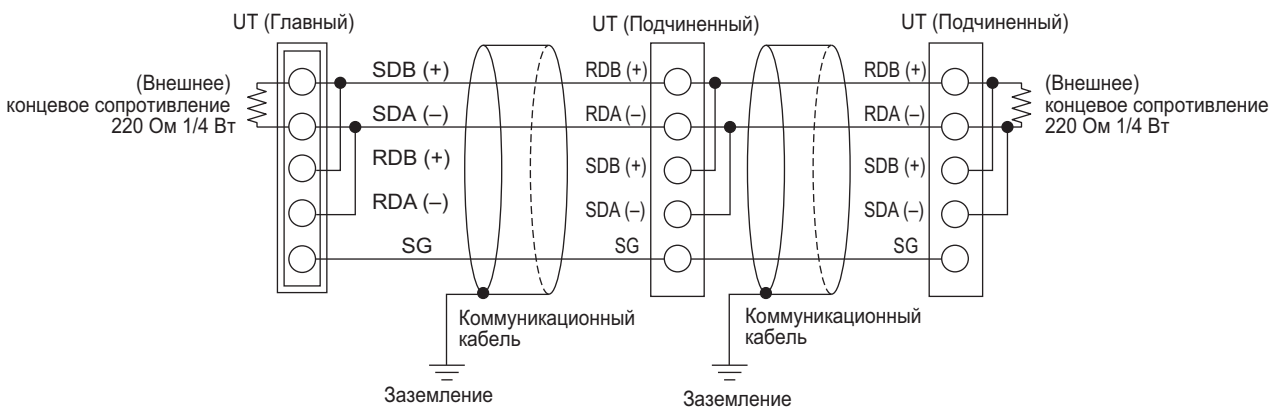 UT (Главный)
UT (Подчиненный)
UT (Подчиненный)
(Внешнее)
концевое сопротивление
220 Ом 1/4 Вт
SDB (+)
SDA (–)
RDB (+)
RDA (–)
SG
RDB (+)
RDA (–)
SDB (+)
SDA (–)
SG
RDB (+)
RDA (–)
SDB (+)
SDA (–)
SG
(Внешнее)
концевое сопротивление
220 Ом 1/4 Вт
Коммуникационный
кабель
Заземление
Коммуникационный
кабель
Заземление